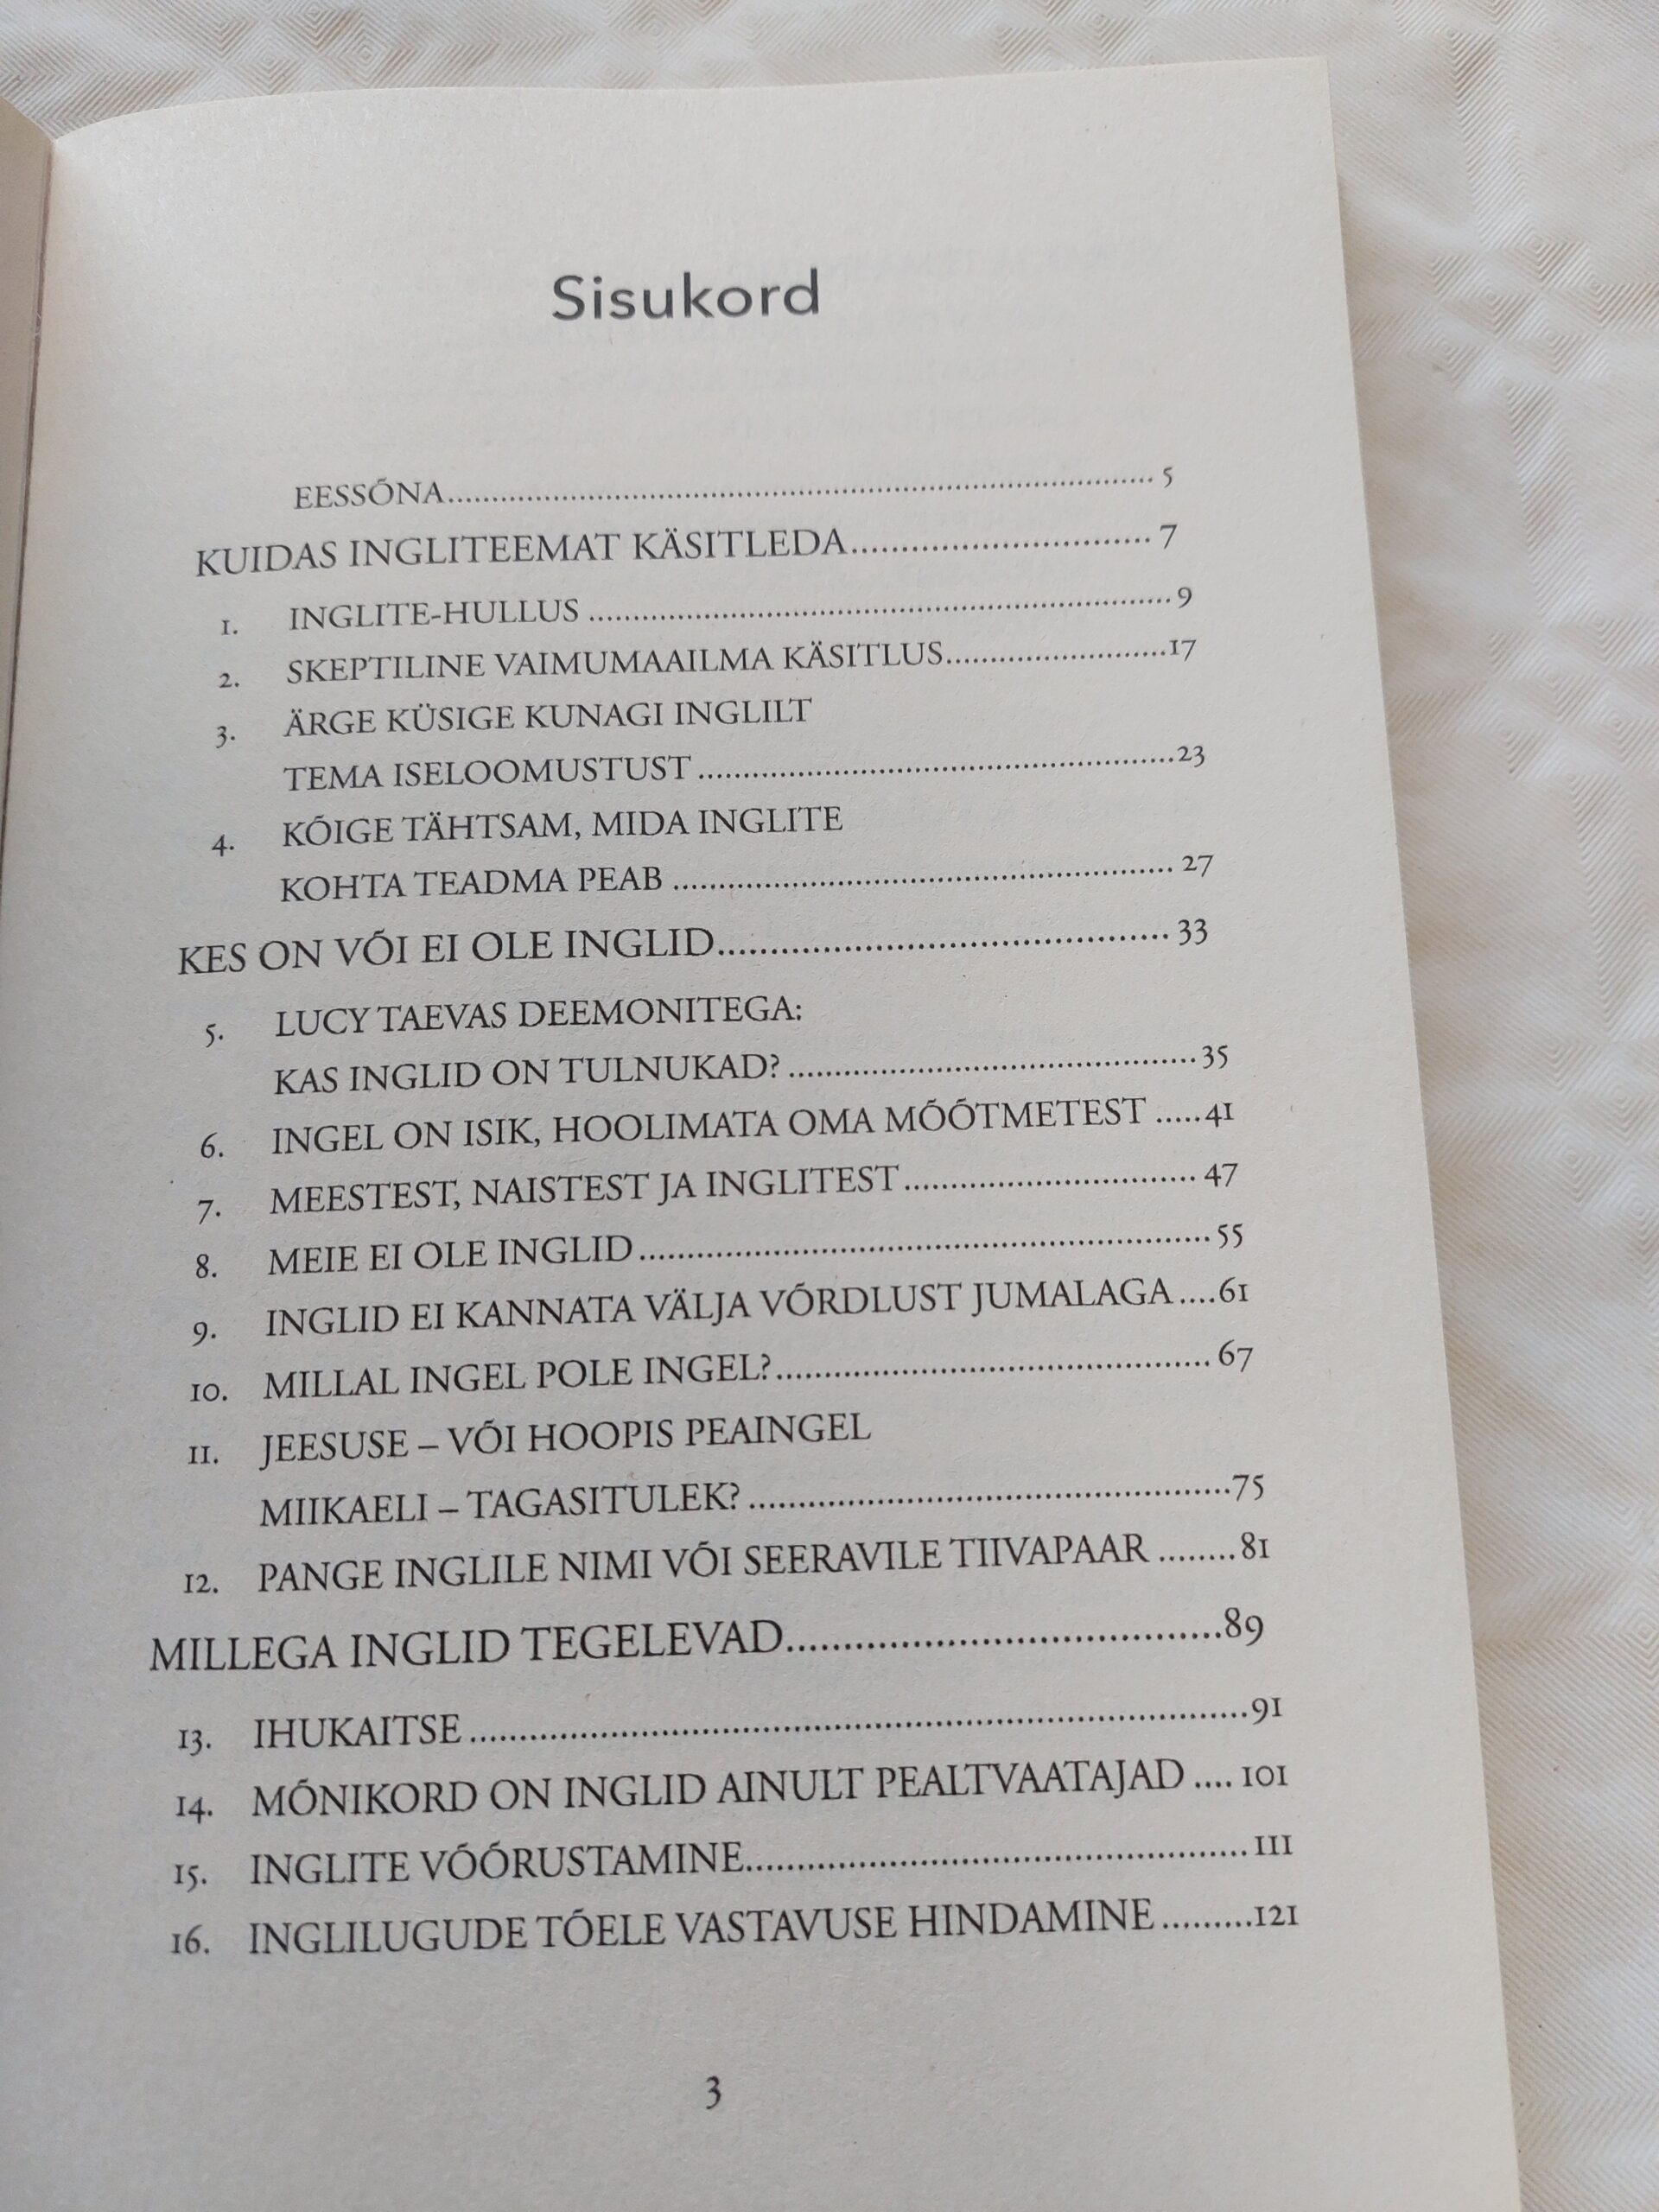 Sisukord
EESSÕNA.......... 5
KUIDAS INGLITEEMAT KÄSITLEDA.......... 7
1. INGLITE-HULLUS .......... 9
2. SKEPTILINE VAIMUMAAILMA KÄSITLUS..........17
3. ÄRGE KÜSIGE KUNAGI INGLILT
TEMA ISELOOMUSTUST ..........23
4. KÕIGE TÄHTSAM, MIDA INGLITE
KOHTA TEADMA PEAB .......... 27
KES ON VÕI EI OLE INGLID.......... 33
5. LUCY TAEVAS DEEMONITEGA:
KAS INGLID ON TULNUKAD? ..........35
6. INGEL ON ISIK, HOOLIMATA OMA MÕÕTMETEST .....41
7. MEESTEST, NAISTEST JA INGLITEST.......... 47
8. MEIE EI OLE INGLID..........55
9. INGLID EI KANNATA VÄLJA VÕRDLUST JUMALAGA....61
10. MILLAL INGEL POLE INGEL?.......... 67
11. JEESUSE – VÕI HOOPIS PEAINGEL
MIIKAELI – TAGASITULEK? ..........75
12. PANGE INGLILE NIMI VÕI SEERAVILE TIIVAPAAR ........81
MILLEGA INGLID TEGELEVAD..........89
13. IHUKAITSE..........91
14. MÕNIKORD ON INGLID AINULT PEALTVAATAJAD .... 101
15. INGLITE VÕÕRUSTAMINE.......... 111
16. INGLILUGUDE TÕELE VASTAVUSE HINDAMINE.........121
3